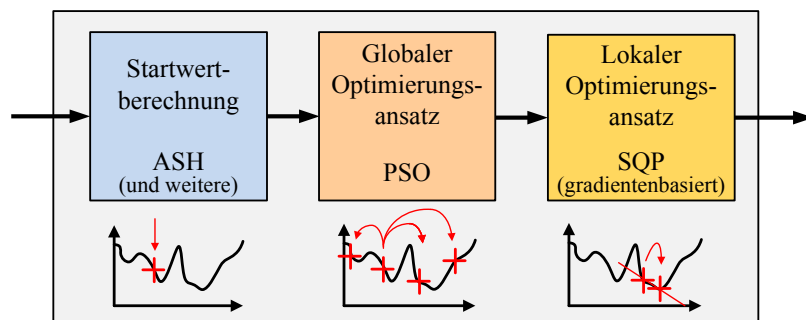 Startwert-
berechnung
ASH
(und weitere)
Globaler
Optimierungs-
ansatz
PSO
Lokaler
Optimierungs-
ansatz
SQP
(gradientenbasiert)